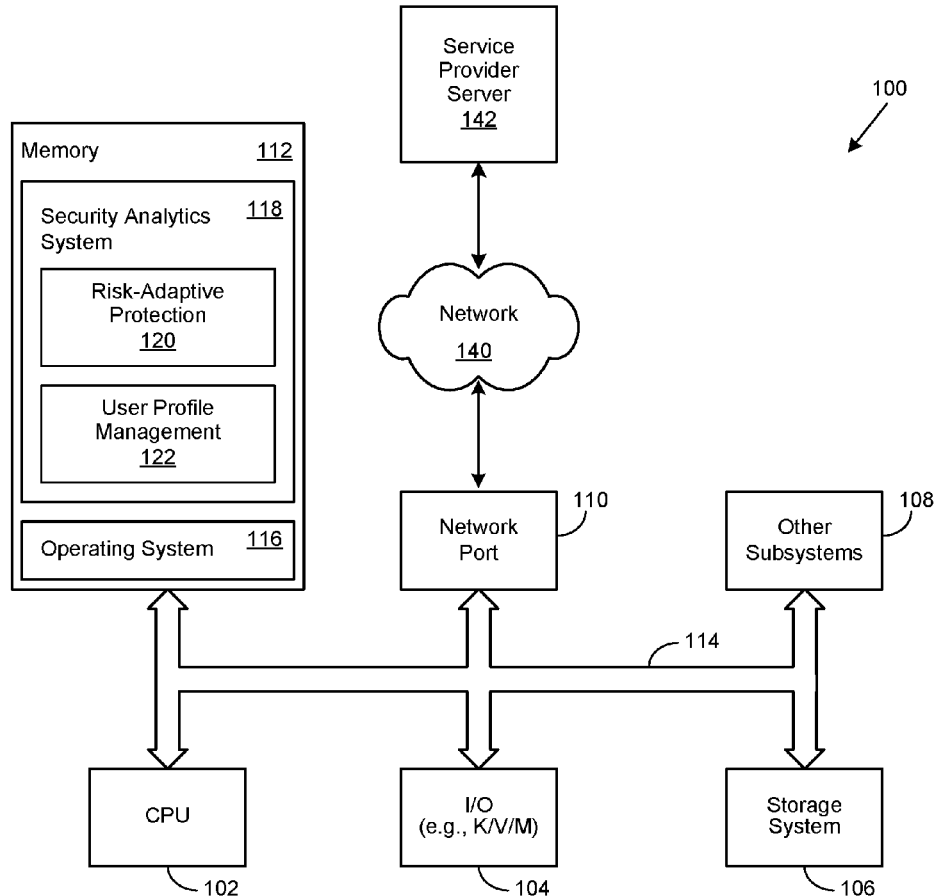 Service
Provider
Server
142
100
Memory 112
Security Analytics 118
System
Risk-Adaptive
Protection
120
User Profile
Management
122
Operating System 116
Network
140
Network
Port
110
Other
Subsystems
108
114
CPU
102
I/O
(e.g., K/V/M)
104
Storage
System
106